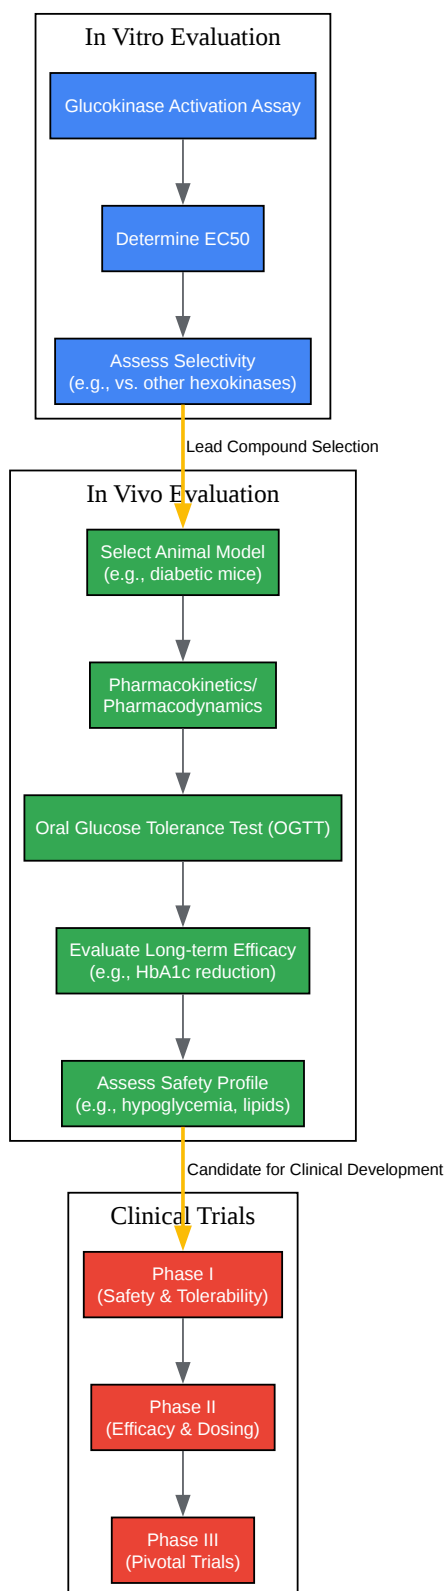 In Vitro Evaluation
Glucokinase Activation Assay
Determine EC50
Assess Selectivity
(e.g., vs. other hexokinases)
Lead Compound Selection
In Vivo Evaluation
Select Animal Model
(e.g., diabetic mice)
Pharmacokinetics/
Pharmacodynamics
Oral Glucose Tolerance Test (OGTT)
Evaluate Long-term Efficacy
(e.g., HbA1c reduction)
Assess Safety Profile
(e.g., hypoglycemia, lipids)
Candidate for Clinical Development
Clinical Trials
Phase I
(Safety & Tolerability)
Phase II
(Efficacy & Dosing)
Phase III
(Pivotal Trials)